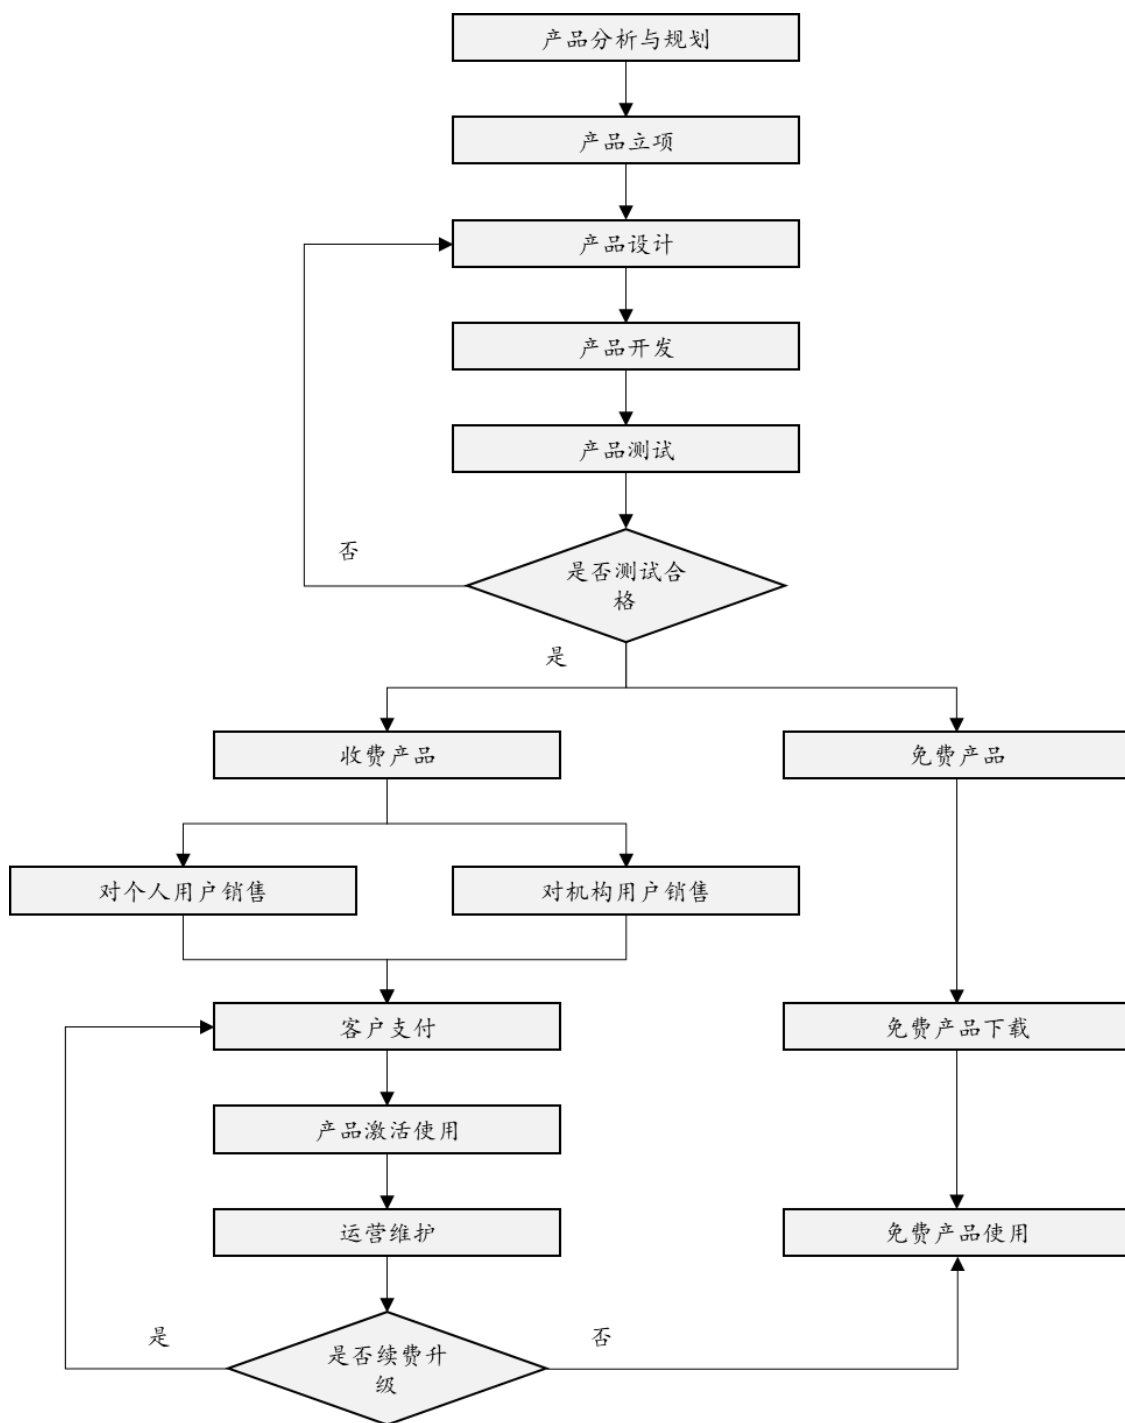 产品分析与规划
产品立项
产品设计
产品开发
产品测试
否
是否测试合
格
是
收费产品
免费产品
对个人用户销售
对机构用户销售
客户支付
免费产品下载
产品激活使用
运营维护
免费产品使用
是
否
是否续费升
级